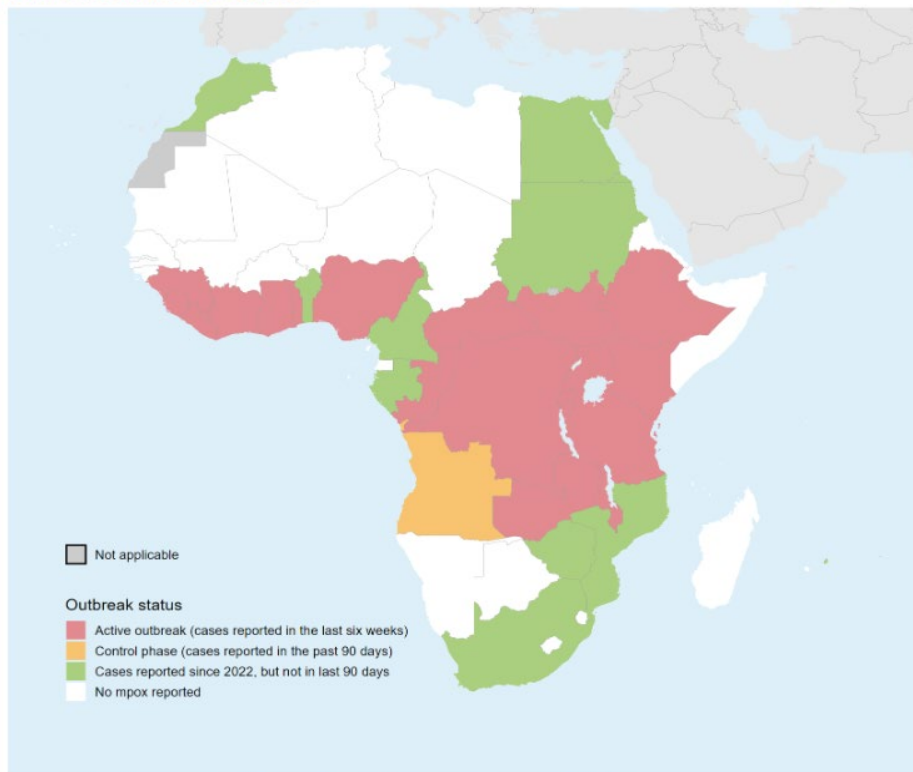 Not applicable
Outbreak status
Active outbreak (cases reported in the last six weeks)
Control phase (cases reported in the past 90 days)
Cases reported since 2022, but not in last 90 days
No mpox reported